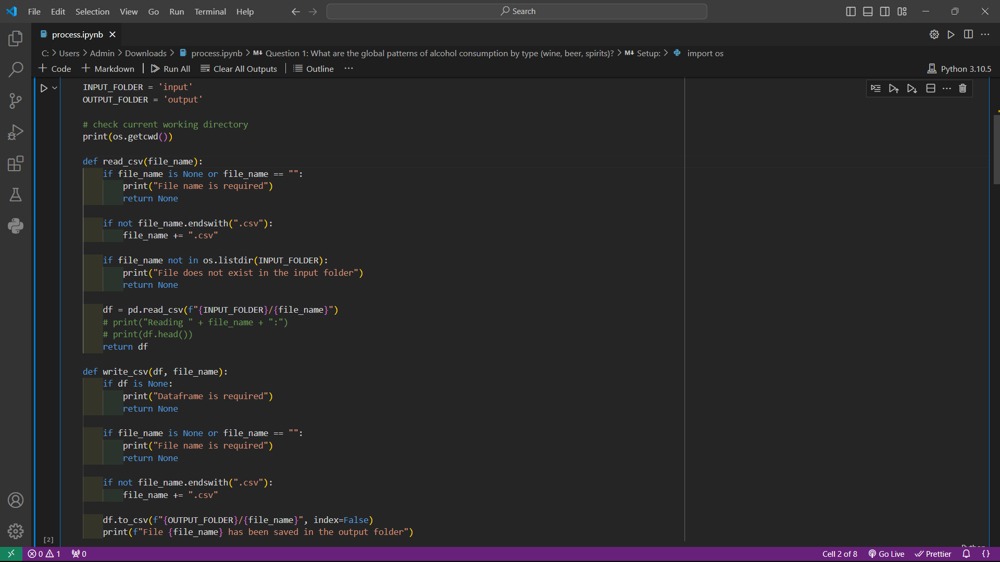 File Edit Selection View Go Run Terminal Help Search
process.ipynb
C: > Users > Admin > Downloads > process.ipynb > M↓ Question 1: What are the global patterns of alcohol consumption by type (wine, beer, spirits)? > M↓ Setup: > import os
+ Code + Markdown | Run All Clear All Outputs | Outline ··· Python 3.10.5
INPUT_FOLDER = 'input'
OUTPUT_FOLDER = 'output'
# check current working directory
print(os.getcwd())
def read_csv(file_name):
if file_name is None or file_name == "":
print("File name is required")
return None
if not file_name.endswith(".csv"):
file_name += ".csv"
if file_name not in os.listdir(INPUT_FOLDER):
print("File does not exist in the input folder")
return None
df = pd.read_csv(f"{INPUT_FOLDER}/{file_name}")
# print("Reading " + file_name + ":")
# print(df.head())
return df
def write_csv(df, file_name):
if df is None:
print("Dataframe is required")
return None
if file_name is None or file_name == "":
print("File name is required")
return None
if not file_name.endswith(".csv"):
file_name += ".csv"
df.to_csv(f"{OUTPUT_FOLDER}/{file_name}", index=False)
print(f"File {file_name} has been saved in the output folder")
[2]
0 1 0 Cell 2 of 8 Go Live Prettier {}